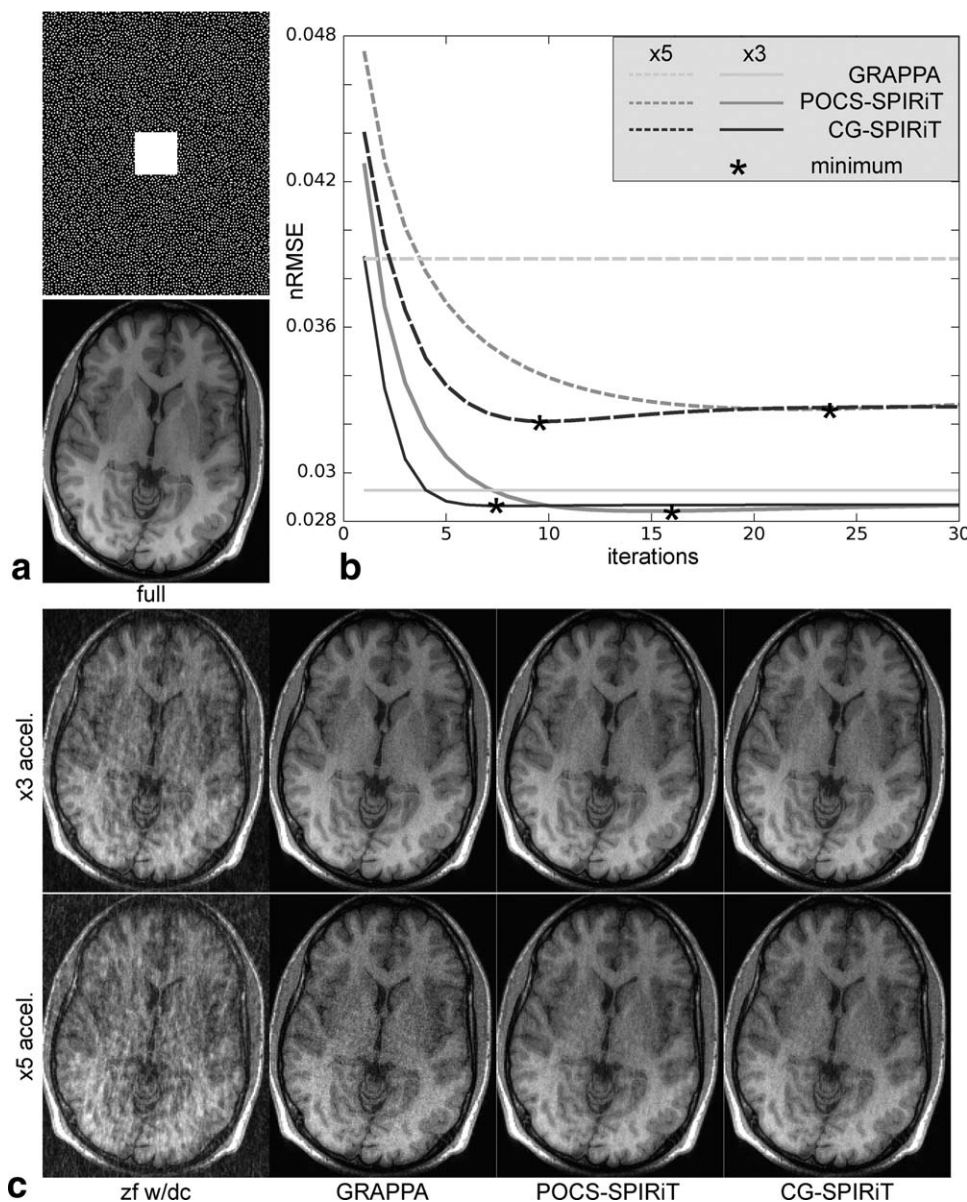 0.048
0.042
0.036
0.03
0.028
nRMSE
x5 x3
GRAPPA
POCS-SPIRiT
CG-SPIRiT
* minimum
0 5 10 15 20 25 30
iterations
a
b
full
x3 accel.
x5 accel.
c
zf w/dc GRAPPA POCS-SPIRiT CG-SPIRiT